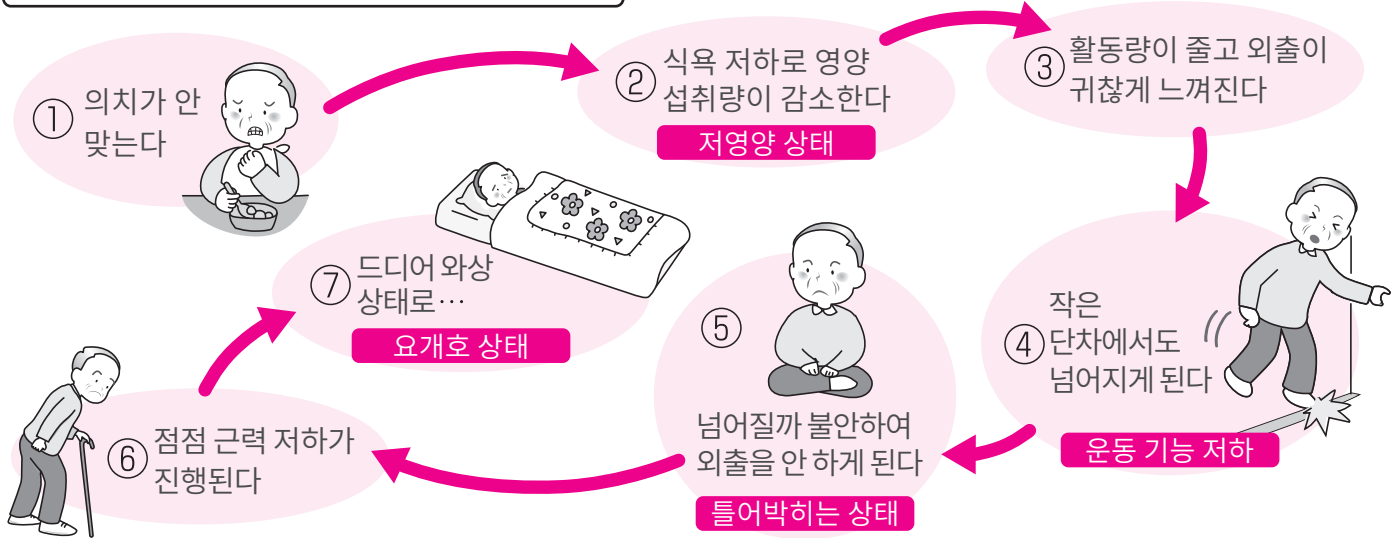 ① 의치가 안
맞는다
② 식욕 저하로 영양
섭취량이 감소한다
저영양 상태
③ 활동량이 줄고 외출이
귀찮게 느껴진다
④ 작은
단차에서도
넘어지게 된다
운동 기능 저하
⑤
넘어질까 불안하여
외출을 안 하게 된다
틀어박히는 상태
⑥ 점점 근력 저하가
진행된다
⑦ 드디어 와상
상태로…
요개호 상태